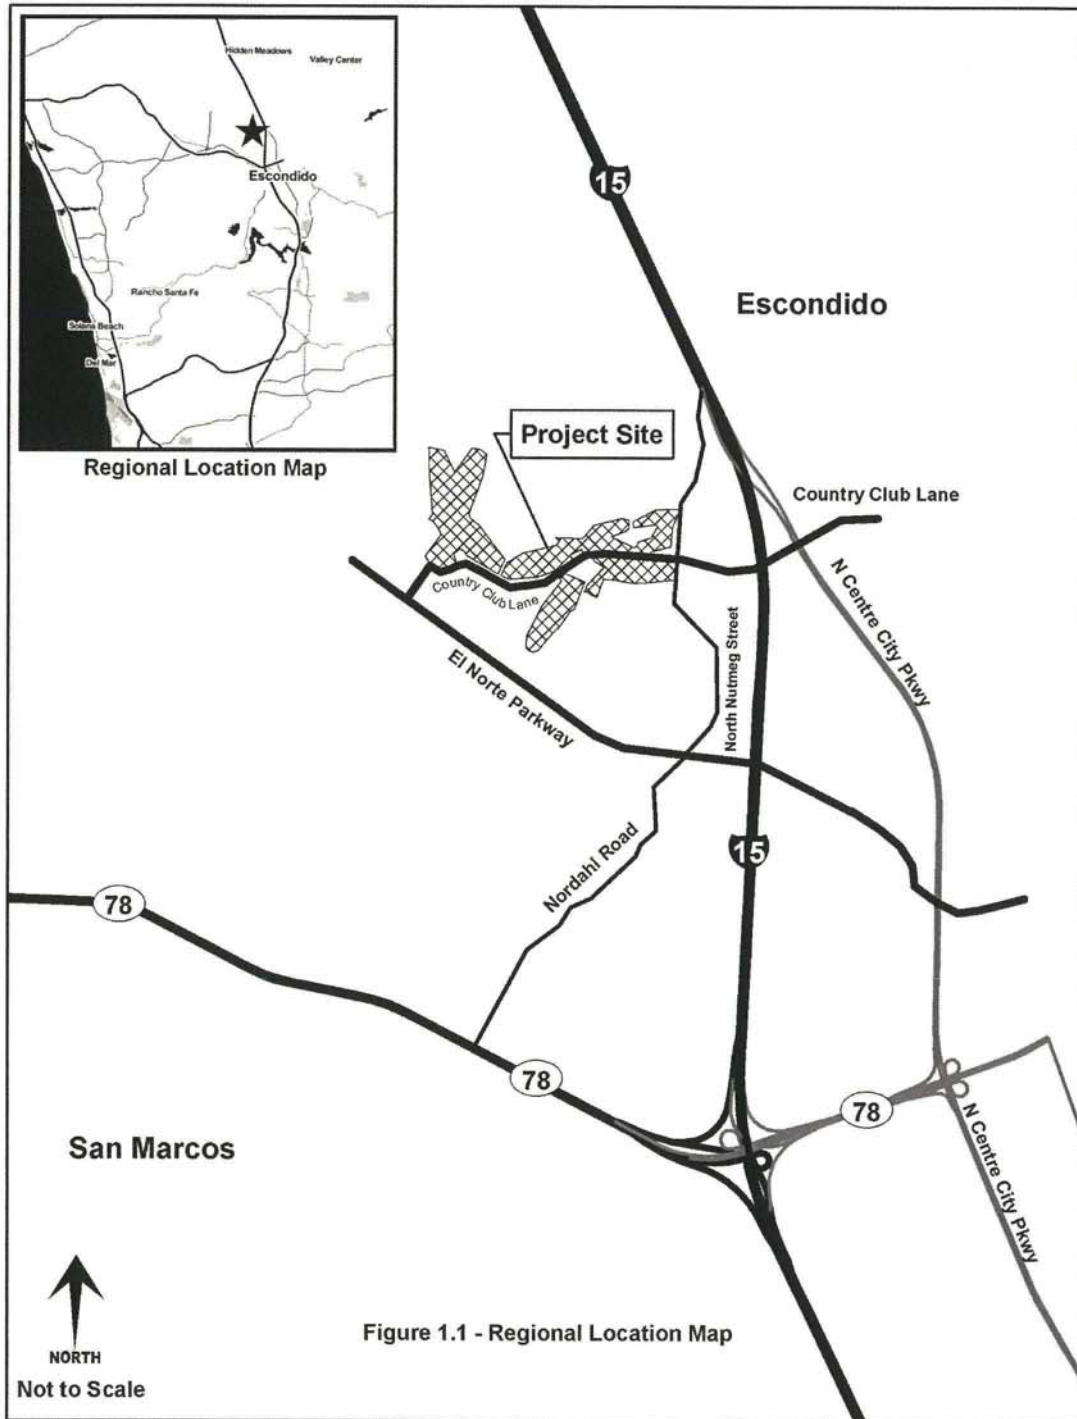 Hidden Meadows
Valley Center
Escondido
Rancho Santa Fe
Solana Beach
Del Mar
Regional Location Map
15
Escondido
Project Site
Country Club Lane
Country Club Lane
N Centre City Pkwy
North Nutmeg Street
El Norte Parkway
15
Nordahl Road
78
78
78
N Centre City Pkwy
San Marcos
NORTH
Not to Scale
Figure 1.1 - Regional Location Map